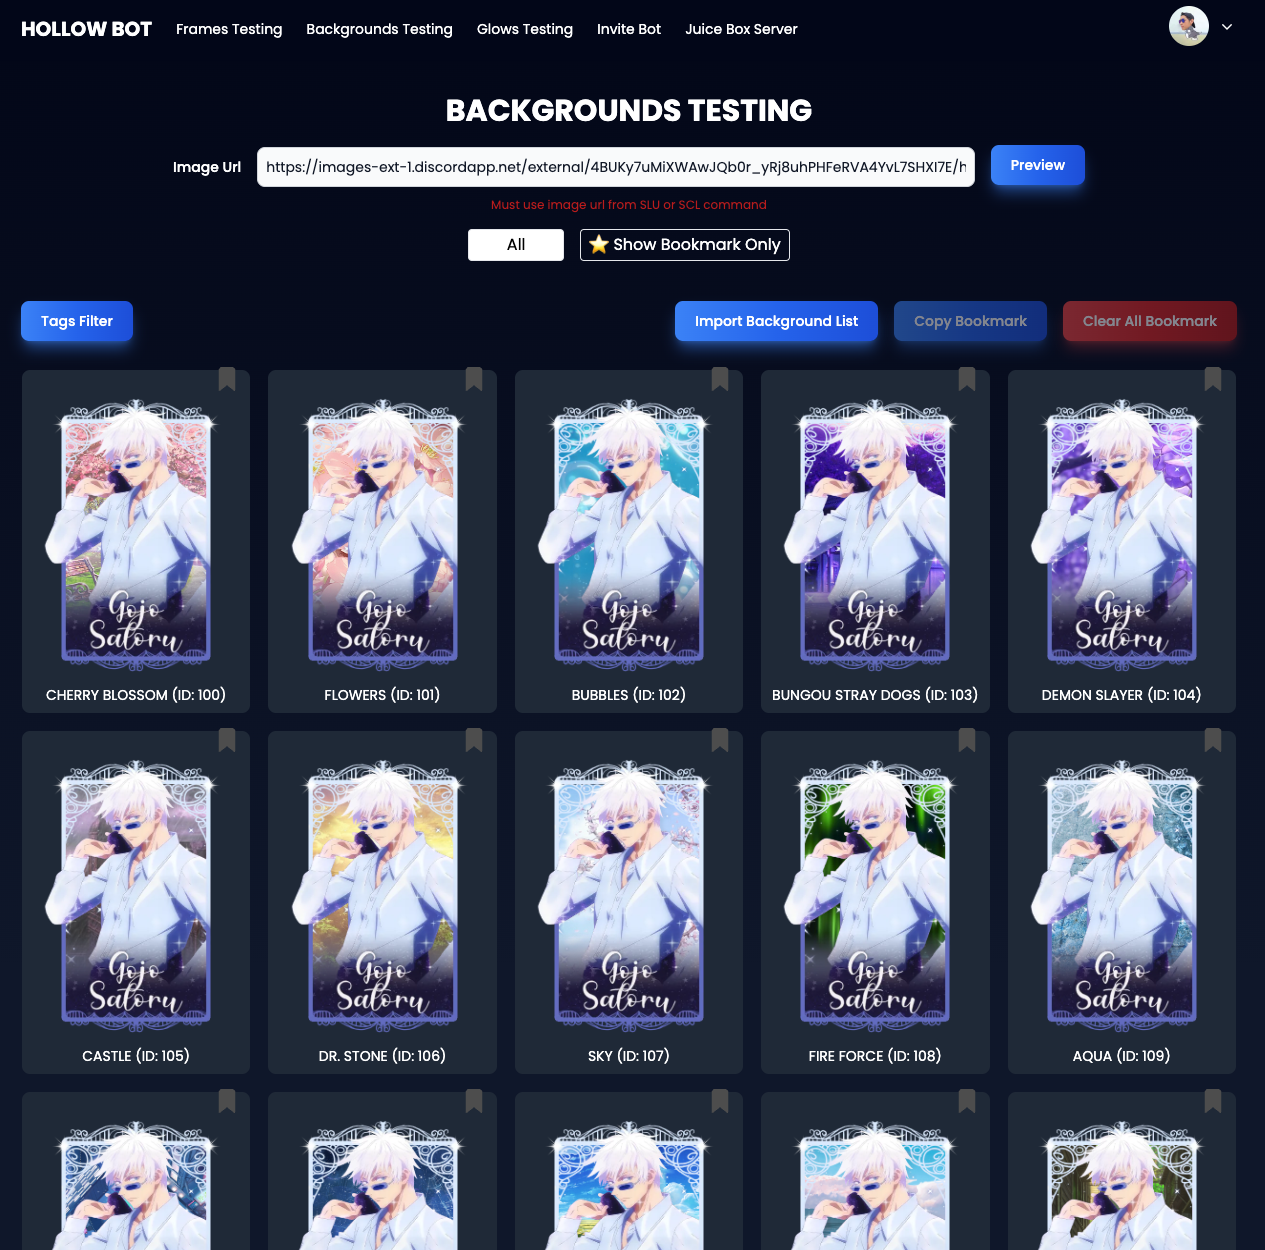 HOLLOW BOT Frames Testing Backgrounds Testing Glows Testing Invite Bot Juice Box Server
BACKGROUNDS TESTING
Image Url https://images-ext-1.discordapp.net/external/4BUKy7uMiXWAwJQb0r_yRj8uhPHFeRVA4YvL7SHXI7E/h Preview
Must use image url from SLU or SCL command
All Show Bookmark Only
Tags Filter Import Background List Copy Bookmark Clear All Bookmark
Gojo Gojo Gojo Gojo Gojo
Satoru Satoru Satoru Satoru Satoru
CHERRY BLOSSOM (ID: 100) FLOWERS (ID: 101) BUBBLES (ID: 102) BUNGOU STRAY DOGS (ID: 103) DEMON SLAYER (ID: 104)
Gojo Gojo Gojo Gojo Gojo
Satoru Satoru Satoru Satoru Satoru
CASTLE (ID: 105) DR. STONE (ID: 106) SKY (ID: 107) FIRE FORCE (ID: 108) AQUA (ID: 109)